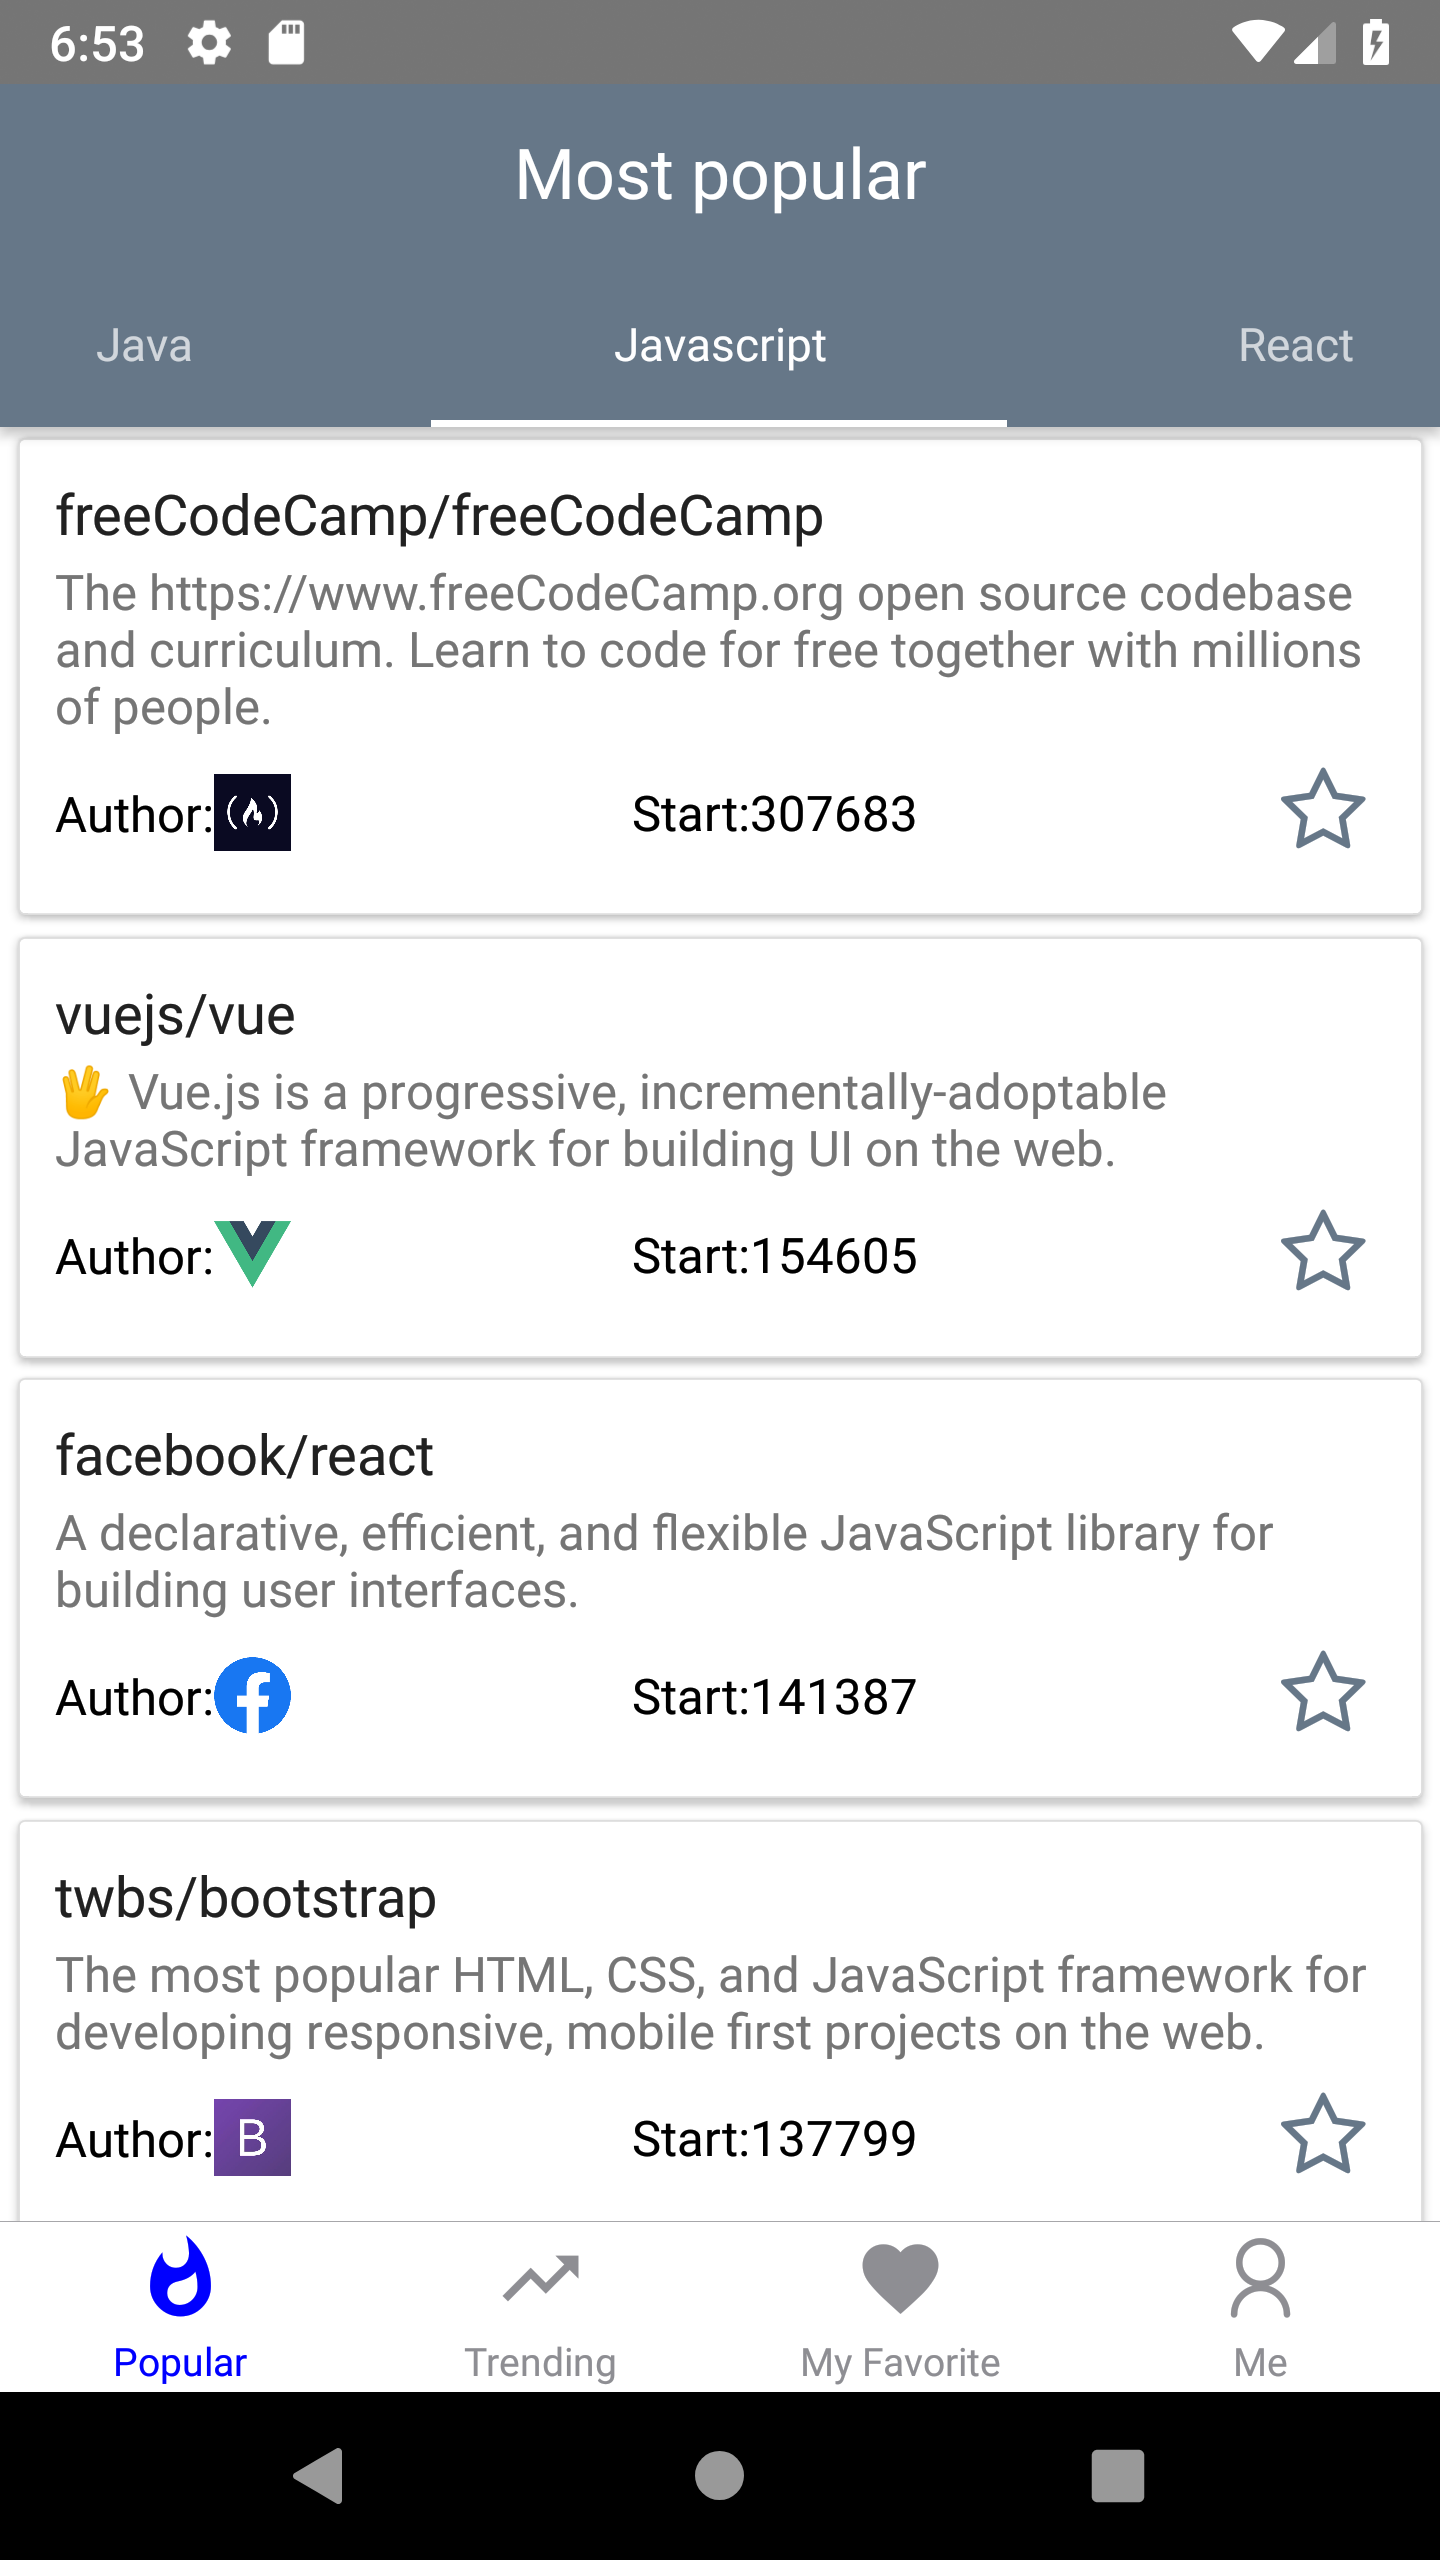 6:53
Most popular
Java
Javascript
React
freeCodeCamp/freeCodeCamp
The https://www.freeCodeCamp.org open source codebase
and curriculum. Learn to code for free together with millions
of people.
Author:
Start:307683
vuejs/vue
🖖 Vue.js is a progressive, incrementally-adoptable
JavaScript framework for building UI on the web.
Author:
Start:154605
facebook/react
A declarative, efficient, and flexible JavaScript library for
building user interfaces.
Author:
Start:141387
twbs/bootstrap
The most popular HTML, CSS, and JavaScript framework for
developing responsive, mobile first projects on the web.
Author:
B
Start:137799
Popular
Trending
My Favorite
Me